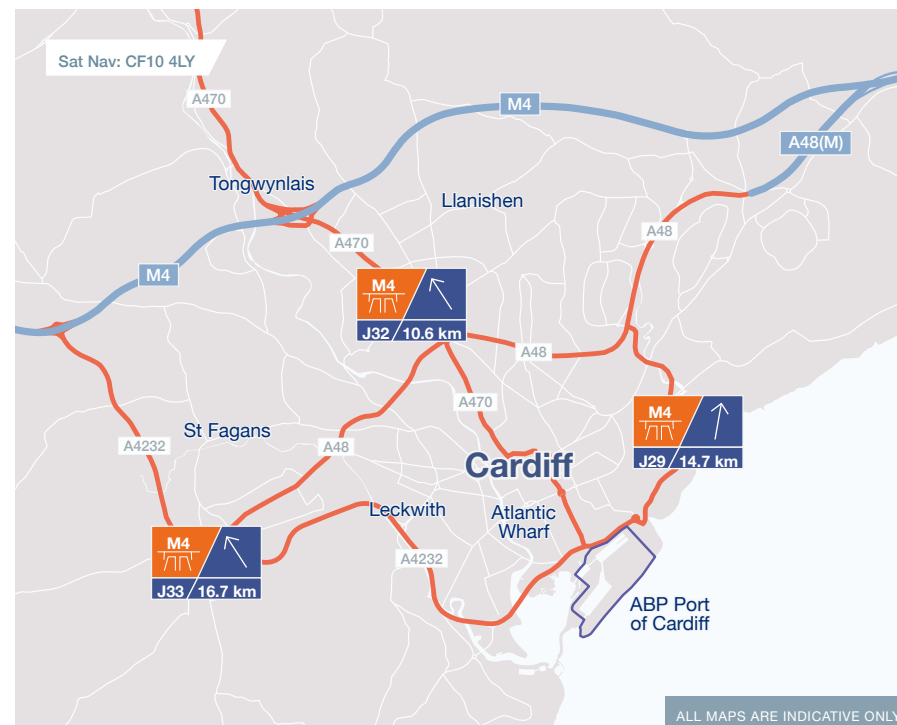 Sat Nav: CF10 4LY
A470
M4
A48(M)
Tongwynlais
Llanishen
A48
A470
M4
M4
J32 10.6 km
A48
A470
M4
J29 14.7 km
St Fagans
A48
A4232
Cardiff
Leckwith
Atlantic
Wharf
M4
J33 16.7 km
A4232
ABP Port
of Cardiff
ALL MAPS ARE INDICATIVE ONLY